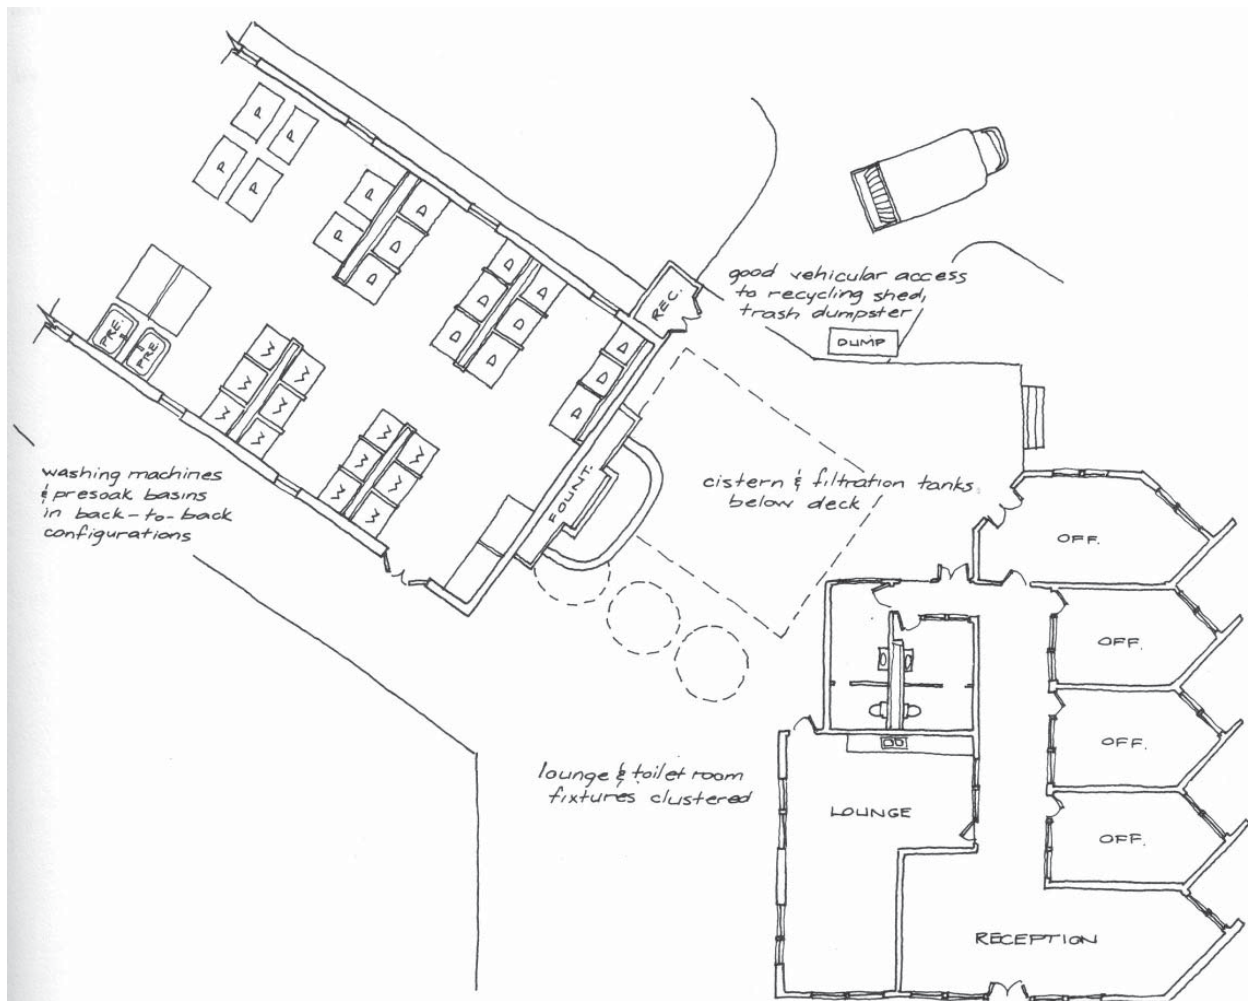 P
P
P
P
P
P
D
D
D
D
D
D
D
D
D
D
D
D
REC.
good vehicular access
to recycling shed,
trash dumpster
DUMP
PRE.
PRE
W
W
W
W
W
W
W
W
W
W
W
W
washing machines
& presoak basins
in back-to-back
configurations
FOUNT.
cistern & filtration tanks
below deck
OFF.
OFF.
OFF.
OFF.
lounge & toilet room
fixtures clustered
LOUNGE
RECEPTION